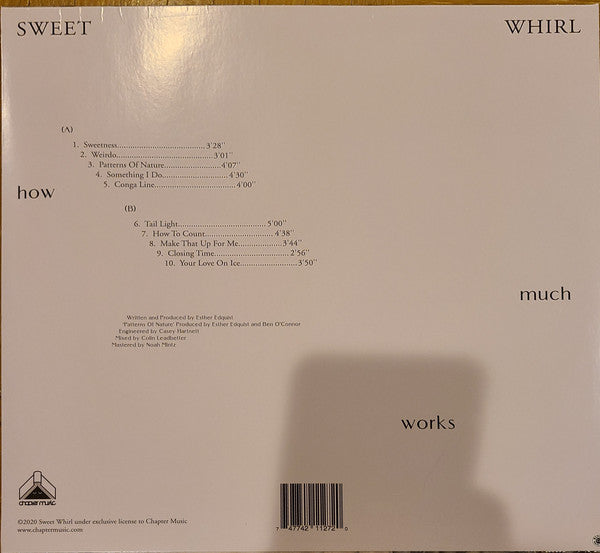 SWEET WHIRL
(A)
1. Sweetness........................................3'28"
2. Weirdo............................................3'01"
3. Patterns Of Nature.........................4'07"
4. Something I Do..............................4'30"
5. Conga Line.....................................4'00"
how
(B)
6. Tail Light..........................................5'00"
7. How To Count...............................4'38"
8. Make That Up For Me...................3'44"
9. Closing Time..................................2'56"
10. Your Love On Ice.........................3'50"
much
Written and Produced by Esther Edquist
'Patterns Of Nature' Produced by Esther Edquist and Ben O'Connor
Engineered by Casey Hartnett
Mixed by Colin Leadbetter
Mastered by Noah Mintz
works
chapter music
©2020 Sweet Whirl under exclusive license to Chapter Music
www.chaptermusic.com
7 47742 11272 0